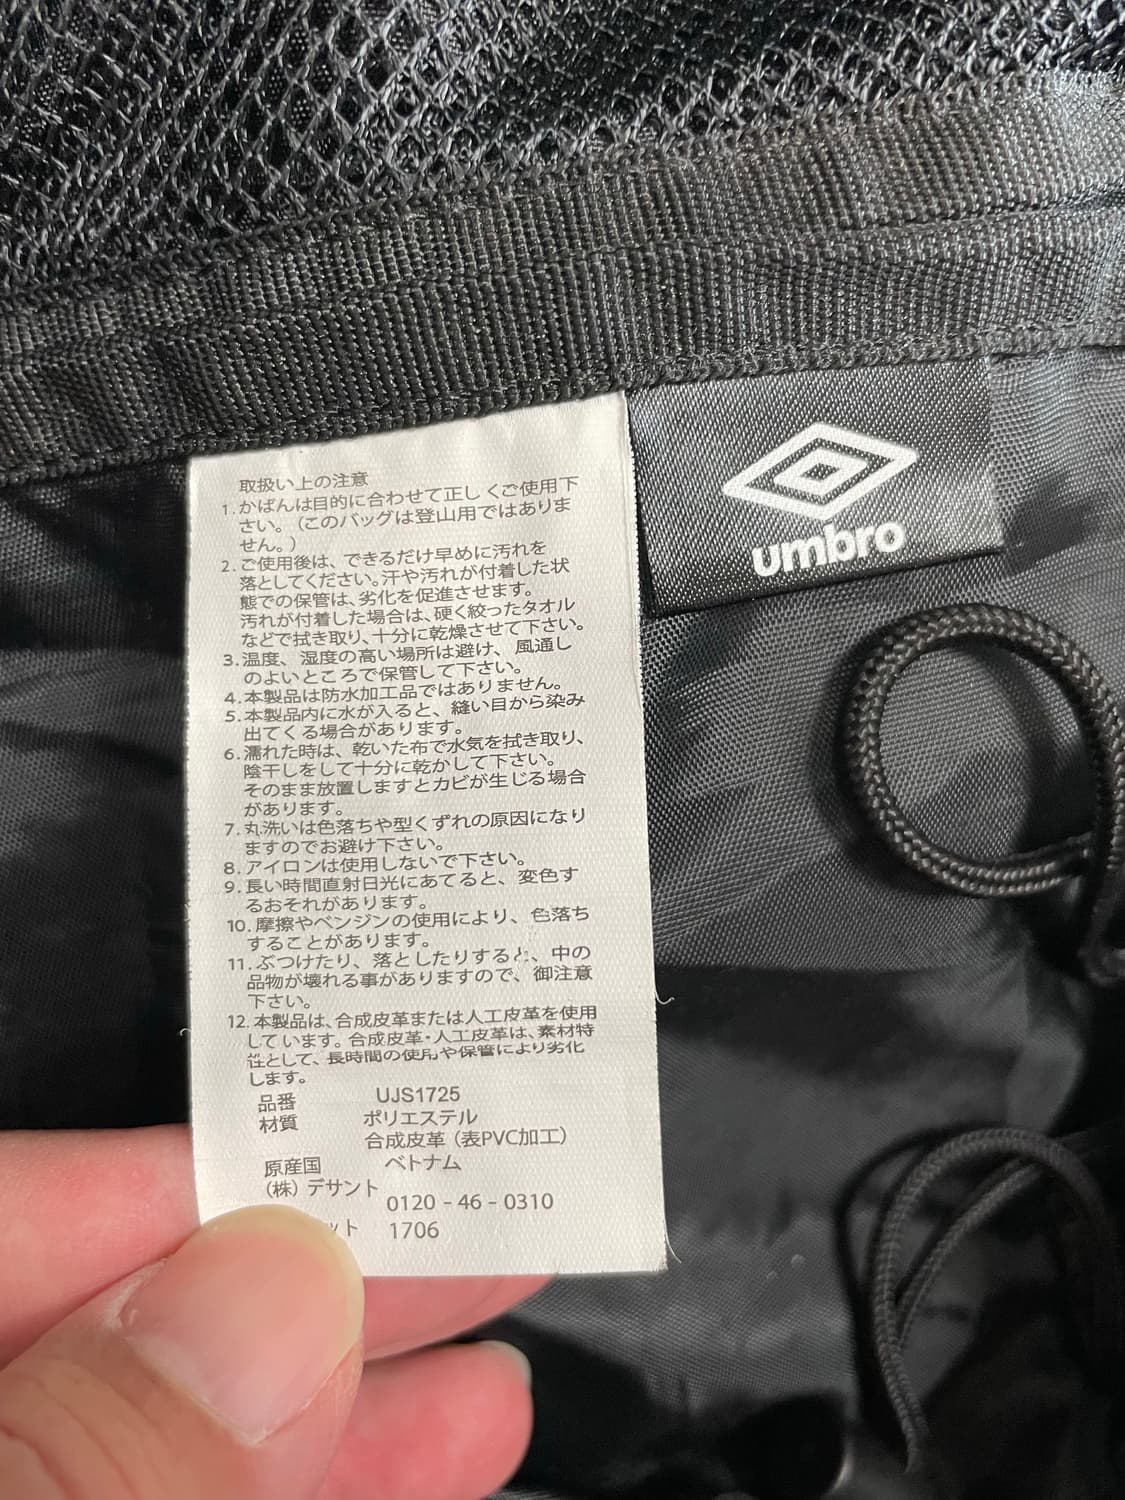 取扱い上の注意
1. かばんは目的に合わせて正しくご使用下
さい。（このバッグは登山用ではありま
せん。）
2. ご使用後は、できるだけ早めに汚れを
落としてください。汗や汚れが付着した状
態での保管は、劣化を促進させます。
汚れが付着した場合は、硬く絞ったタオル
などで拭き取り、十分に乾燥させて下さい。
3. 温度、湿度の高い場所は避け、風通し
のよいところで保管して下さい。
4. 本製品は防水加工品ではありません。
5. 本製品内に水が入ると、縫い目から染み
出てくる場合があります。
6. 濡れた時は、乾いた布で水気を拭き取り、
陰干しをして十分に乾かして下さい。
そのまま放置しますとカビが生じる場合
があります。
7. 丸洗いは色落ちや型くずれの原因になり
ますのでお避け下さい。
8. アイロンは使用しないで下さい。
9. 長い時間直射日光にあてると、変色す
るおそれがあります。
10. 摩擦やベンジンの使用により、色落ち
することがあります。
11. ぶつけたり、落としたりすると、中の
品物が壊れる事がありますので、御注意
下さい。
12. 本製品は、合成皮革または人工皮革を使用
しています。合成皮革・人工皮革は、素材特
性として、長時間の使用や保管により劣化
します。
品番 UJS1725
材質 ポリエステル
合成皮革（表PVC加工）
原産国 ベトナム
（株）デサント
0120 - 46 - 0310
ット 1706
umbro